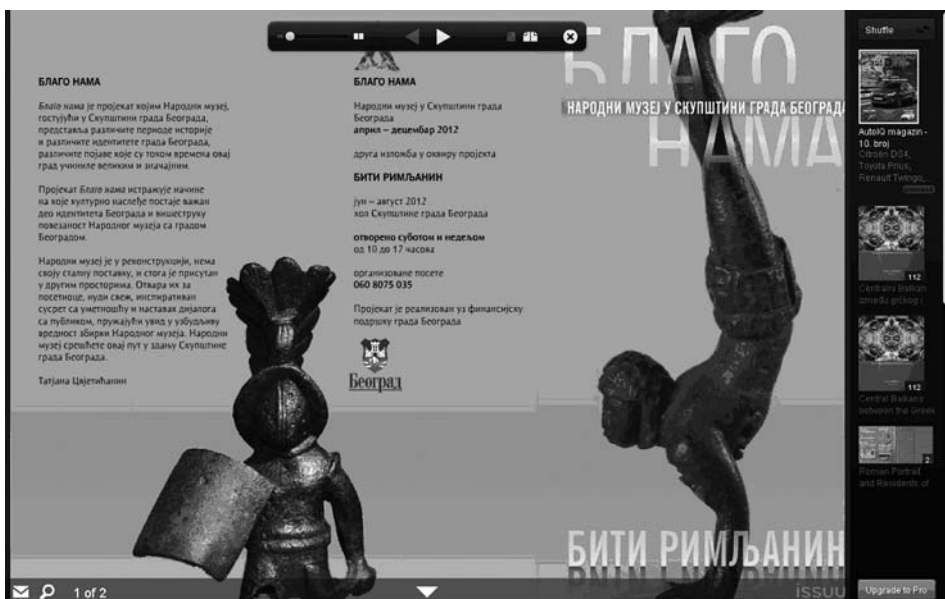 БЛАГО НАМА
Благо нама је пројекат којим Народни музеј,
гостујући у Скупштини града Београда,
представља различите периоде историје
и различите идентитете града Београда,
различите појаве које су током времена овај
град учиниле великим и значајним.
Пројекат Благо нама истражује начине
на које културно наслеђе постаје важан
део идентитета Београда и вишеструку
повезаност Народног музеја са градом
Београдом.
Народни музеј је у реконструкцији, нема
своју сталну поставку, и стога је присутан
у другим просторима. Отвара их за
посетиоце, нуди свеж, инспиративан
сусрет са уметношћу и наставак дијалога
са публиком, пружајући увид у узбудљиву
вредност збирки Народног музеја. Народни
музеј срешћете овај пут у здању Скупштине
града Београда.
Татјана Цвјетићанин
БЛАГО НАМА
Народни музеј у Скупштини града
Београда
април – децембар 2012
друга изложба у оквиру пројекта
БИТИ РИМЉАНИН
јун – август 2012
хол Скупштине града Београда
отворено суботом и недељом
од 10 до 17 часова
организоване посете
060 8075 035
Пројекат је реализован уз финансијску
подршку града Београда
Београд
БЛАГО
НАРОДНИ МУЗЕЈ У СКУПШТИНИ ГРАДА БЕОГРАДА
НАМА
БИТИ РИМЉАНИН
issuu
Shuffle
AutoIQ magazin -
10. broj
Citroën DS4,
Toyota Prius,
Renault Twingo,...
112
Centralni Balkan
između grčkog i
112
Central Balkans
between the Greek
2
Roman Portrait
and Residents of
Upgrade to Pro
1 of 2